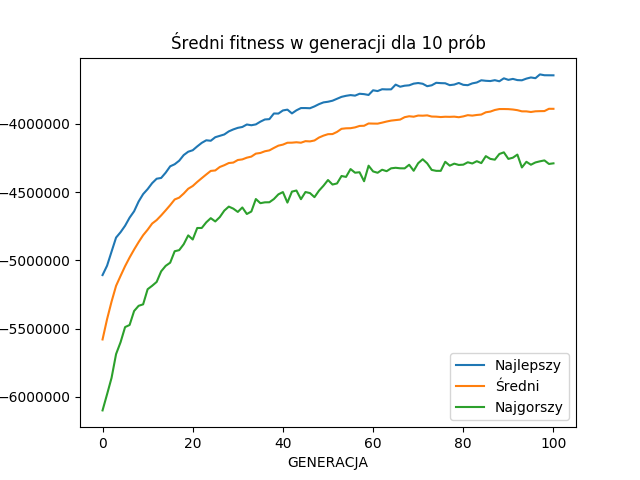 Średni fitness w generacji dla 10 prób
−4000000
−4500000
−5000000
−5500000
−6000000
Najlepszy
Średni
Najgorszy
0 20 40 60 80 100
GENERACJA